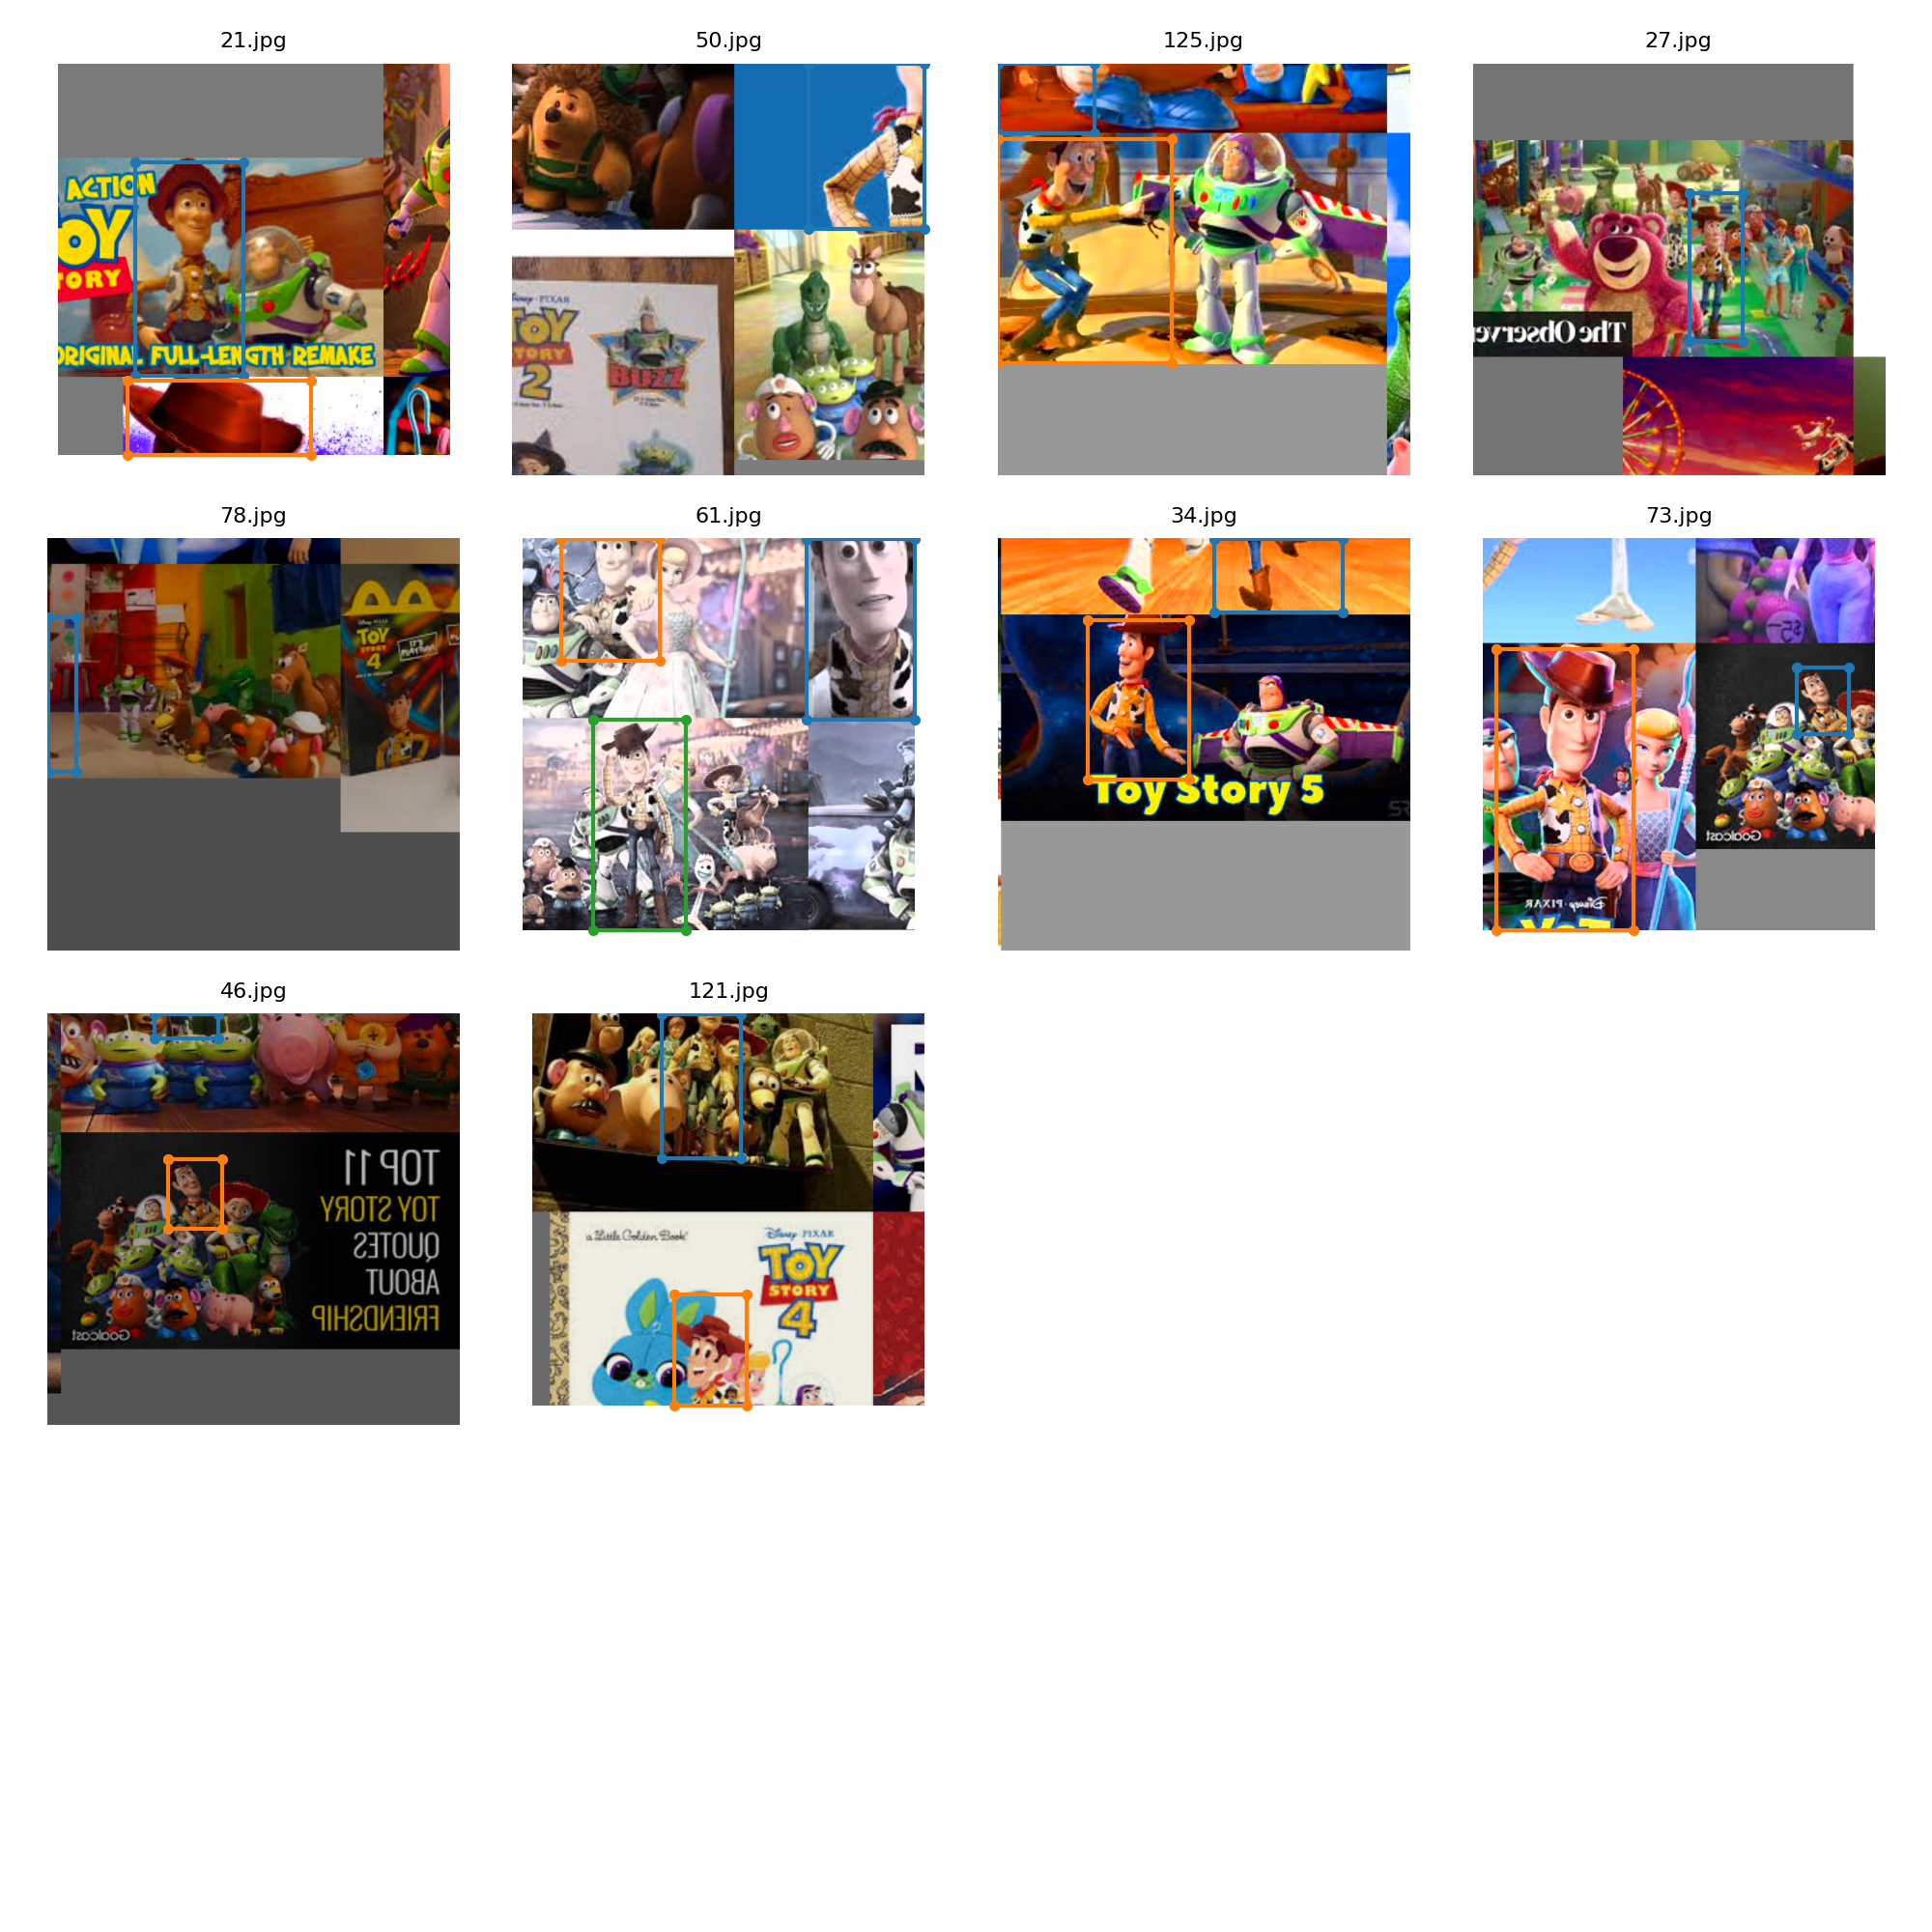 21.jpg
50.jpg
125.jpg
27.jpg
ACTION
TOY
STORY
ORIGINAL FULL-LENGTH REMAKE
DISNEY·PIXAR
TOY
STORY
2
BUZZ
The Observer
78.jpg
61.jpg
34.jpg
73.jpg
TOY
STORY
4
Toy Story 5
Goalcast
DISNEY·PIXAR
46.jpg
121.jpg
TOP 11
TOY STORY
QUOTES
ABOUT
FRIENDSHIP
Goalcast
a Little Golden Book
DISNEY·PIXAR
TOY
STORY
4